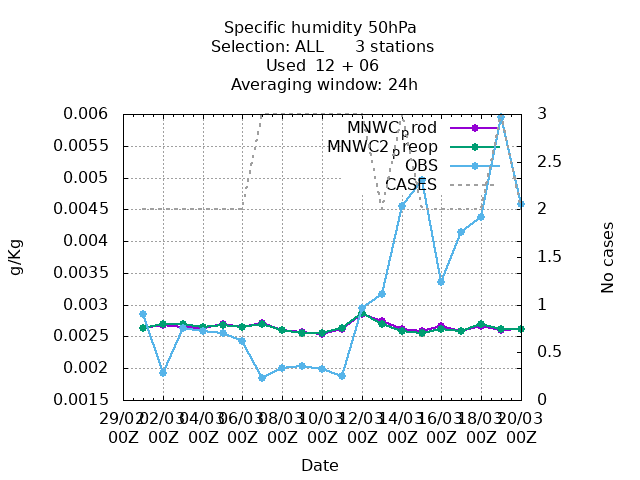 Specific humidity 50hPa
Selection: ALL 3 stations
Used 12 + 06
Averaging window: 24h
0.006
0.0055
0.005
0.0045
0.004
0.0035
0.003
0.0025
0.002
0.0015
g/Kg
3
2.5
2
1.5
1
0.5
0
No cases
MNWC_prod
MNWC2_preop
OBS
CASES
29/02 02/03 04/03 06/03 08/03 10/03 12/03 14/03 16/03 18/03 20/03
00Z 00Z 00Z 00Z 00Z 00Z 00Z 00Z 00Z 00Z 00Z
Date